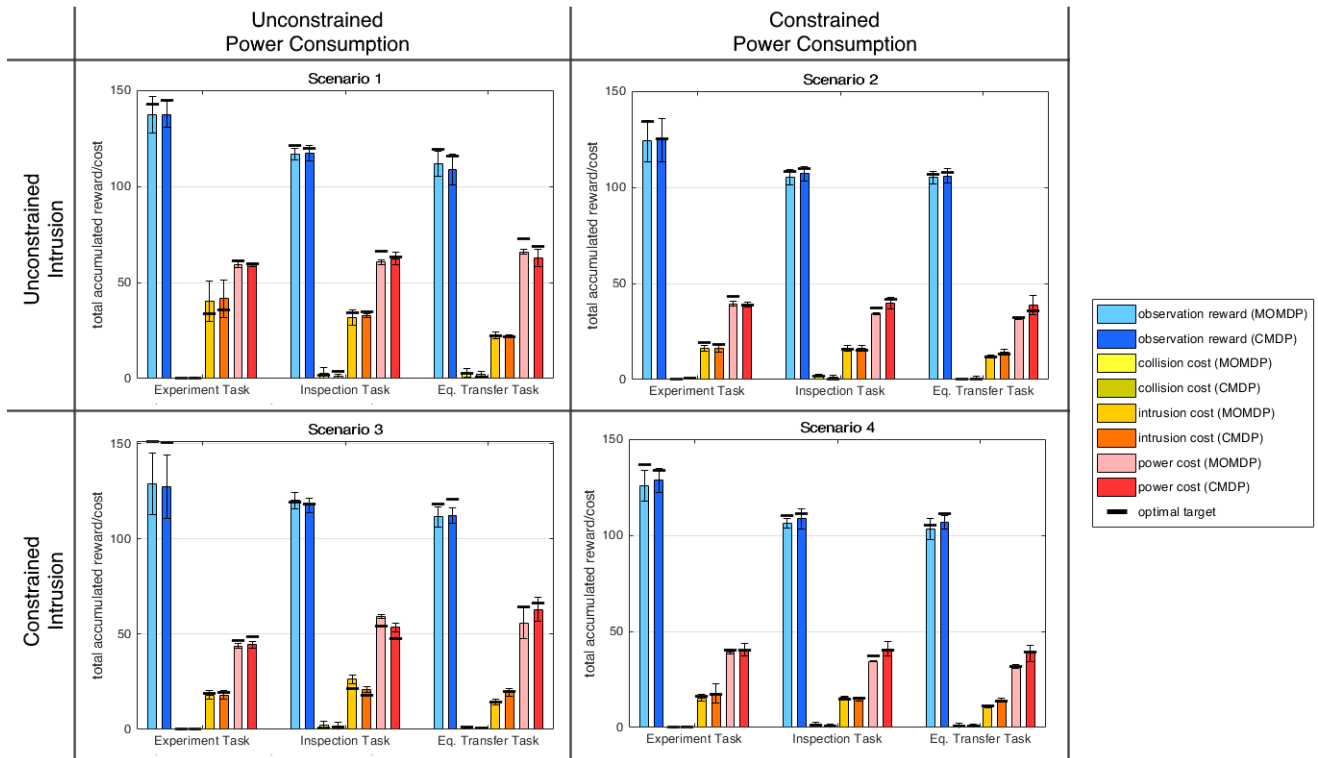 Unconstrained
Power Consumption
Constrained
Power Consumption
Unconstrained
Intrusion
Scenario 1
total accumulated reward/cost
150
100
50
0
Experiment Task
Inspection Task
Eq. Transfer Task
Scenario 2
total accumulated reward/cost
150
100
50
0
Experiment Task
Inspection Task
Eq. Transfer Task
Constrained
Intrusion
Scenario 3
total accumulated reward/cost
150
100
50
0
Experiment Task
Inspection Task
Eq. Transfer Task
Scenario 4
total accumulated reward/cost
150
100
50
0
Experiment Task
Inspection Task
Eq. Transfer Task
observation reward (MOMDP)
observation reward (CMDP)
collision cost (MOMDP)
collision cost (CMDP)
intrusion cost (MOMDP)
intrusion cost (CMDP)
power cost (MOMDP)
power cost (CMDP)
optimal target